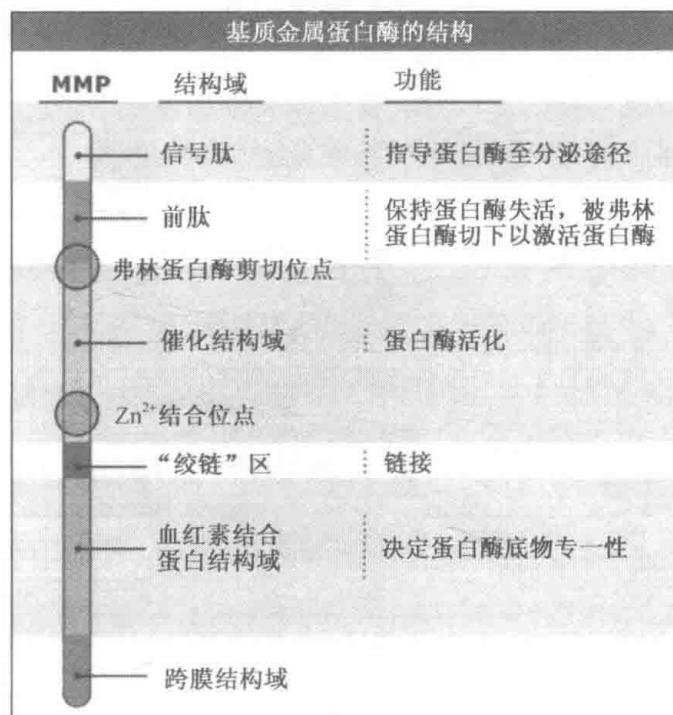 基质金属蛋白酶的结构
MMP 结构域 功能
信号肽 指导蛋白酶至分泌途径
前肽 保持蛋白酶失活，被弗林
蛋白酶切下以激活蛋白酶
弗林蛋白酶剪切位点
催化结构域 蛋白酶活化
Zn²⁺结合位点
“绞链”区 链接
血红素结合
蛋白结构域 决定蛋白酶底物专一性
跨膜结构域